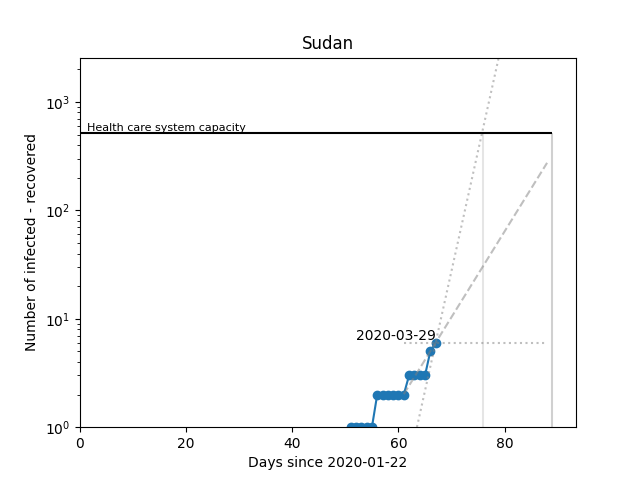 Sudan
Number of infected - recovered
10³
10²
10¹
10⁰
Health care system capacity
2020-03-29
0 20 40 60 80
Days since 2020-01-22